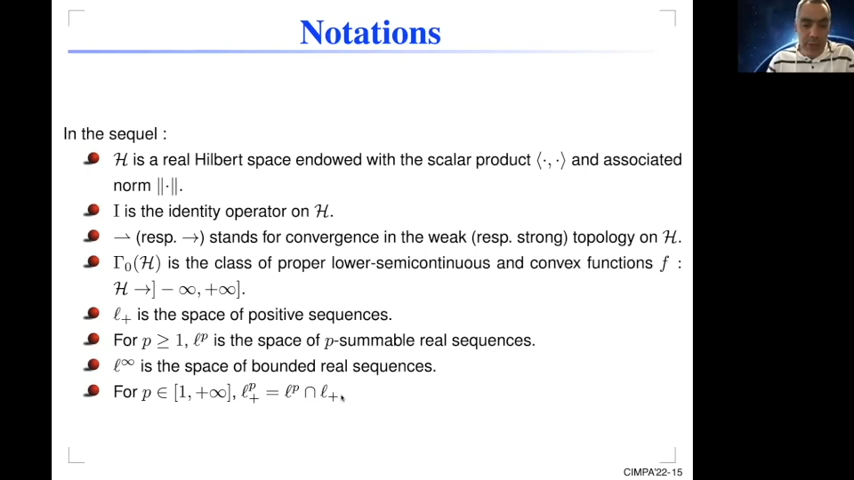 Notations
In the sequel :
ℋ is a real Hilbert space endowed with the scalar product ⟨·, ·⟩ and associated
norm ‖·‖.
I is the identity operator on ℋ.
⇀ (resp. →) stands for convergence in the weak (resp. strong) topology on ℋ.
Γ₀(ℋ) is the class of proper lower-semicontinuous and convex functions f :
ℋ →] − ∞, +∞].
ℓ₊ is the space of positive sequences.
For p ≥ 1, ℓᵖ is the space of p-summable real sequences.
ℓ^∞ is the space of bounded real sequences.
For p ∈ [1, +∞], ℓ₊ᵖ = ℓᵖ ∩ ℓ₊.
CIMPA'22-15